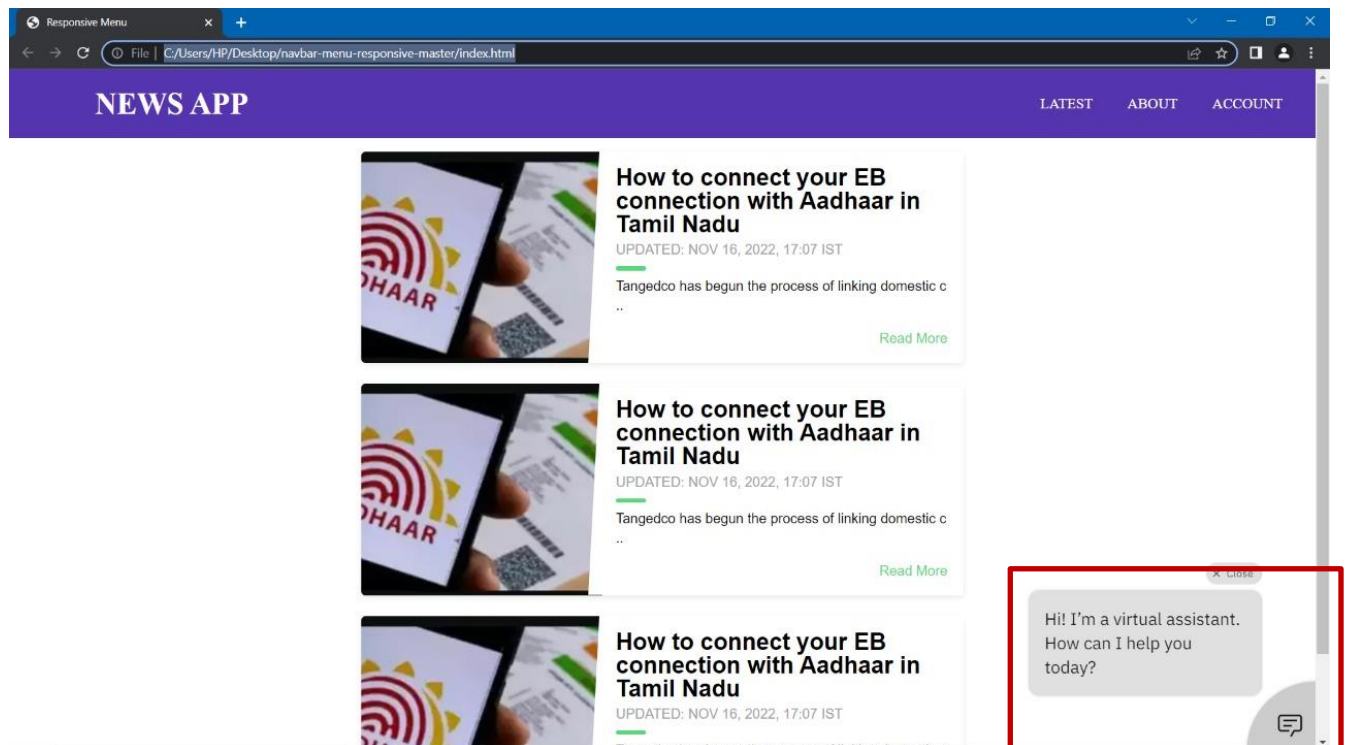 Responsive Menu
File | C:/Users/HP/Desktop/navbar-menu-responsive-master/index.html
NEWS APP
LATEST ABOUT ACCOUNT
How to connect your EB
connection with Aadhaar in
Tamil Nadu
UPDATED: NOV 16, 2022, 17:07 IST
Tangedco has begun the process of linking domestic c
..
Read More
DHAAR
How to connect your EB
connection with Aadhaar in
Tamil Nadu
UPDATED: NOV 16, 2022, 17:07 IST
Tangedco has begun the process of linking domestic c
..
Read More
DHAAR
How to connect your EB
connection with Aadhaar in
Tamil Nadu
UPDATED: NOV 16, 2022, 17:07 IST
× Close
Hi! I'm a virtual assistant.
How can I help you
today?